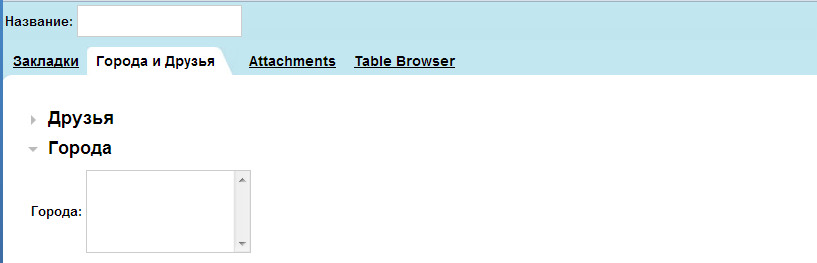 Название:
Закладки Города и Друзья Attachments Table Browser
Друзья
Города
Города: